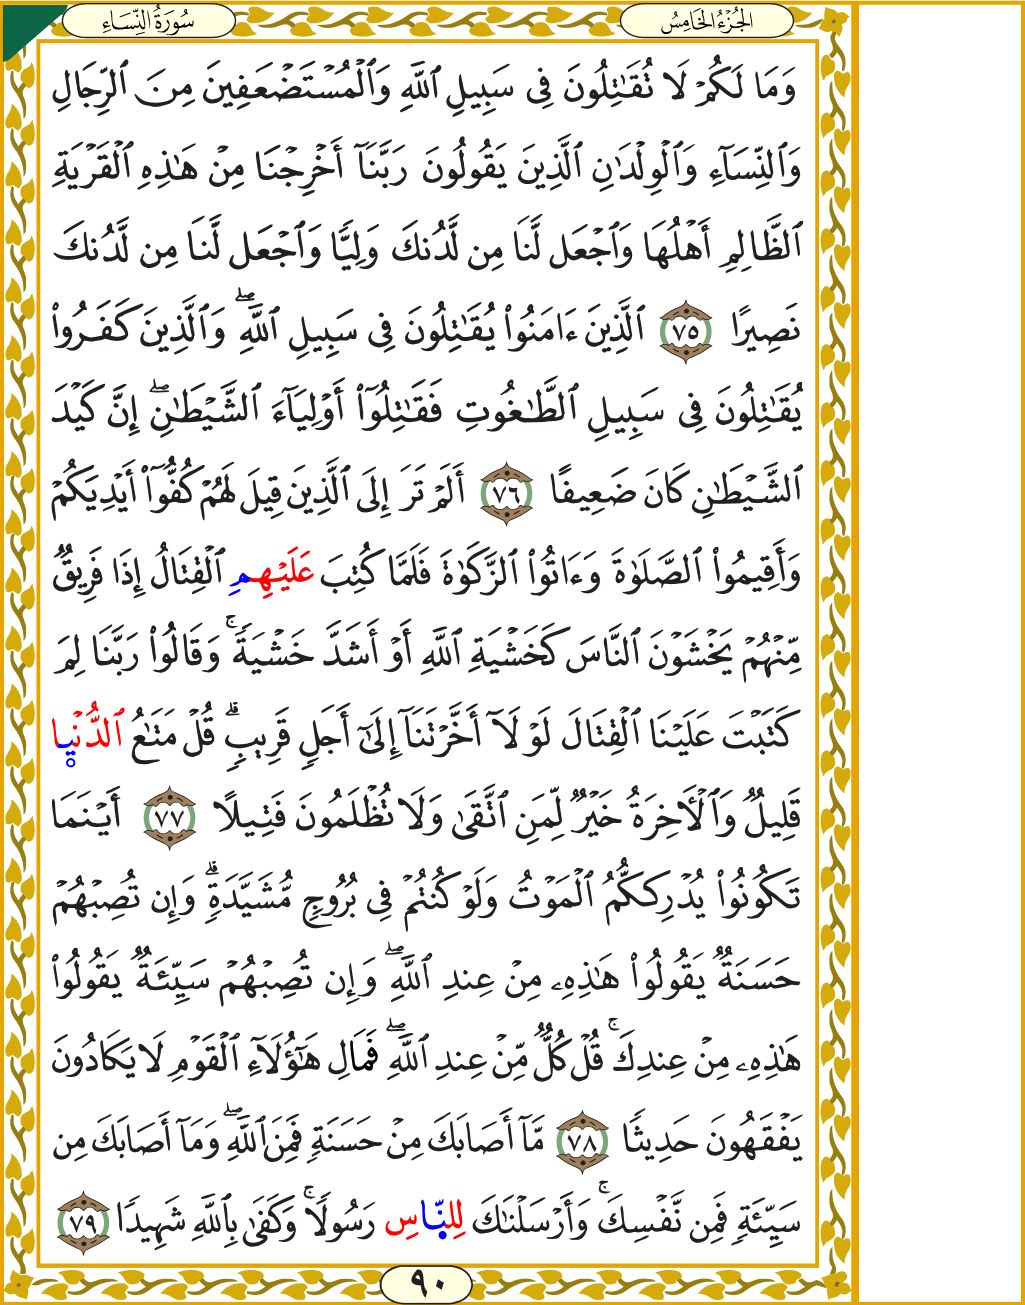 سُورَةُ النِّسَاءِ
الجُزْءُ الخَامِسُ
وَمَا لَكُمْ لَا تُقَٰتِلُونَ فِى سَبِيلِ ٱللَّهِ وَٱلْمُسْتَضْعَفِينَ مِنَ ٱلرِّجَالِ
وَٱلنِّسَآءِ وَٱلْوِلْدَٰنِ ٱلَّذِينَ يَقُولُونَ رَبَّنَآ أَخْرِجْنَا مِنْ هَٰذِهِ ٱلْقَرْيَةِ
ٱلظَّالِمِ أَهْلُهَا وَٱجْعَل لَّنَا مِن لَّدُنكَ وَلِيًّا وَٱجْعَل لَّنَا مِن لَّدُنكَ
نَصِيرًا ٧٥ ٱلَّذِينَ ءَامَنُوا۟ يُقَٰتِلُونَ فِى سَبِيلِ ٱللَّهِۖ وَٱلَّذِينَ كَفَرُوا۟
يُقَٰتِلُونَ فِى سَبِيلِ ٱلطَّٰغُوتِ فَقَٰتِلُوٓا۟ أَوْلِيَآءَ ٱلشَّيْطَٰنِۖ إِنَّ كَيْدَ
ٱلشَّيْطَٰنِ كَانَ ضَعِيفًا ٧٦ أَلَمْ تَرَ إِلَى ٱلَّذِينَ قِيلَ لَهُمْ كُفُّوٓا۟ أَيْدِيَكُمْ
وَأَقِيمُوا۟ ٱلصَّلَوٰةَ وَءَاتُوا۟ ٱلزَّكَوٰةَ فَلَمَّا كُتِبَ عَلَيْهِمِ ٱلْقِتَالُ إِذَا فَرِيقٌ
مِّنْهُمْ يَخْشَوْنَ ٱلنَّاسَ كَخَشْيَةِ ٱللَّهِ أَوْ أَشَدَّ خَشْيَةًۚ وَقَالُوا۟ رَبَّنَا لِمَ
كَتَبْتَ عَلَيْنَا ٱلْقِتَالَ لَوْلَآ أَخَّرْتَنَآ إِلَىٰٓ أَجَلٍ قَرِيبٍۗ قُلْ مَتَٰعُ ٱلدُّنْيَا
قَلِيلٌ وَٱلْأَخِرَةُ خَيْرٌ لِّمَنِ ٱتَّقَىٰ وَلَا تُظْلَمُونَ فَتِيلًا ٧٧ أَيْنَمَا
تَكُونُوا۟ يُدْرِككُّمُ ٱلْمَوْتُ وَلَوْ كُنتُمْ فِى بُرُوجٍ مُّشَيَّدَةٍۗ وَإِن تُصِبْهُمْ
حَسَنَةٌ يَقُولُوا۟ هَٰذِهِۦ مِنْ عِندِ ٱللَّهِۖ وَإِن تُصِبْهُمْ سَيِّئَةٌ يَقُولُوا۟
هَٰذِهِۦ مِنْ عِندِكَۚ قُلْ كُلٌّ مِّنْ عِندِ ٱللَّهِۖ فَمَالِ هَٰٓؤُلَآءِ ٱلْقَوْمِ لَا يَكَادُونَ
يَفْقَهُونَ حَدِيثًا ٧٨ مَّآ أَصَابَكَ مِنْ حَسَنَةٍ فَمِنَ ٱللَّهِۖ وَمَآ أَصَابَكَ مِن
سَيِّئَةٍ فَمِن نَّفْسِكَۚ وَأَرْسَلْنَٰكَ لِلنَّاسِ رَسُولًاۚ وَكَفَىٰ بِٱللَّهِ شَهِيدًا ٧٩
٩٠